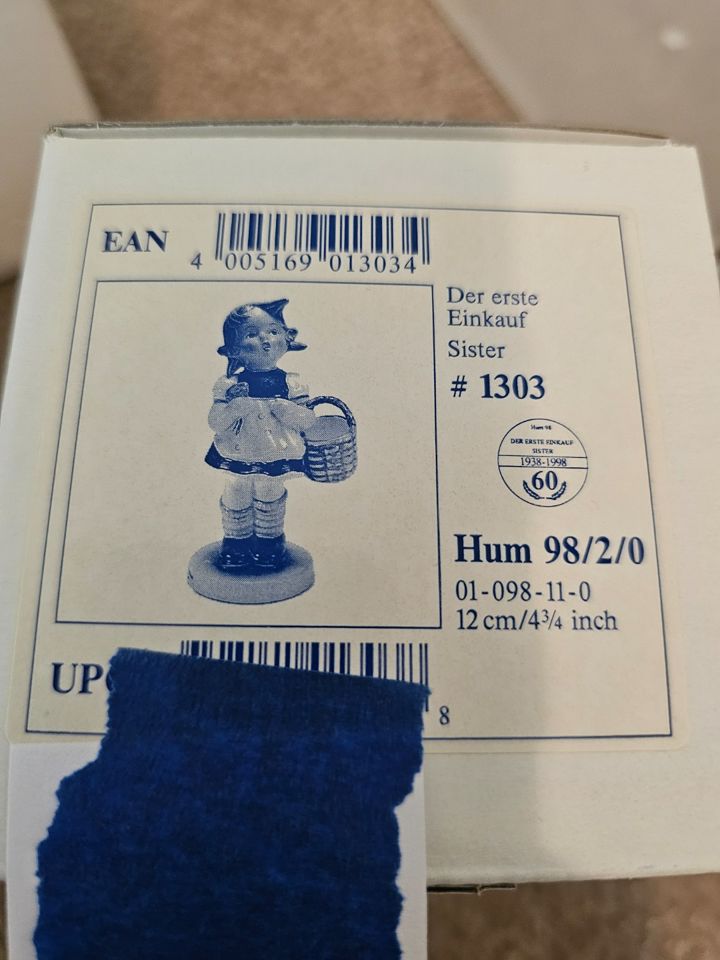 EAN
4 005169 013034
Der erste
Einkauf
Sister
# 1303
Hum 98
DER ERSTE EINKAUF
SISTER
1938-1998
60
Hum 98/2/0
01-098-11-0
12 cm/4¾ inch
UP
8